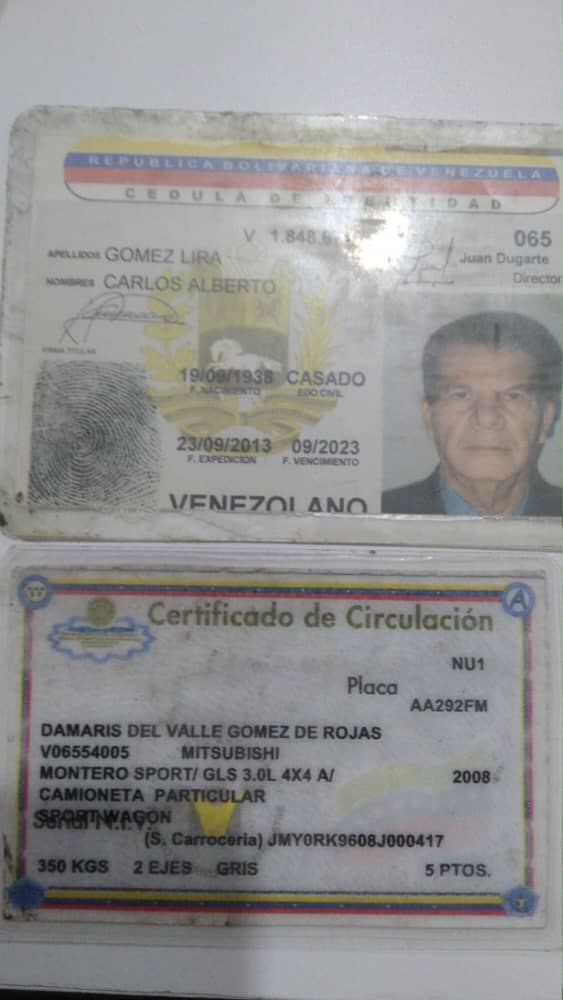 REPUBLICA BOLIVARIANA DE VENEZUELA
CEDULA DE IDENTIDAD
V 1.848.6
065
APELLIDOS GOMEZ LIRA
Juan Dugarte
Director
NOMBRES CARLOS ALBERTO
FIRMA TITULAR
19/09/1938 CASADO
F. NACIMIENTO EDO CIVIL
23/09/2013 09/2023
F. EXPEDICION F. VENCIMIENTO
VENEZOLANO
Certificado de Circulación
NU1
Placa
AA292FM
DAMARIS DEL VALLE GOMEZ DE ROJAS
V06554005 MITSUBISHI
MONTERO SPORT/ GLS 3.0L 4X4 A/ 2008
CAMIONETA PARTICULAR
SPORT WAGON
Serial N.I.V.
(S. Carroceria) JMY0RK9608J000417
350 KGS 2 EJES GRIS 5 PTOS.